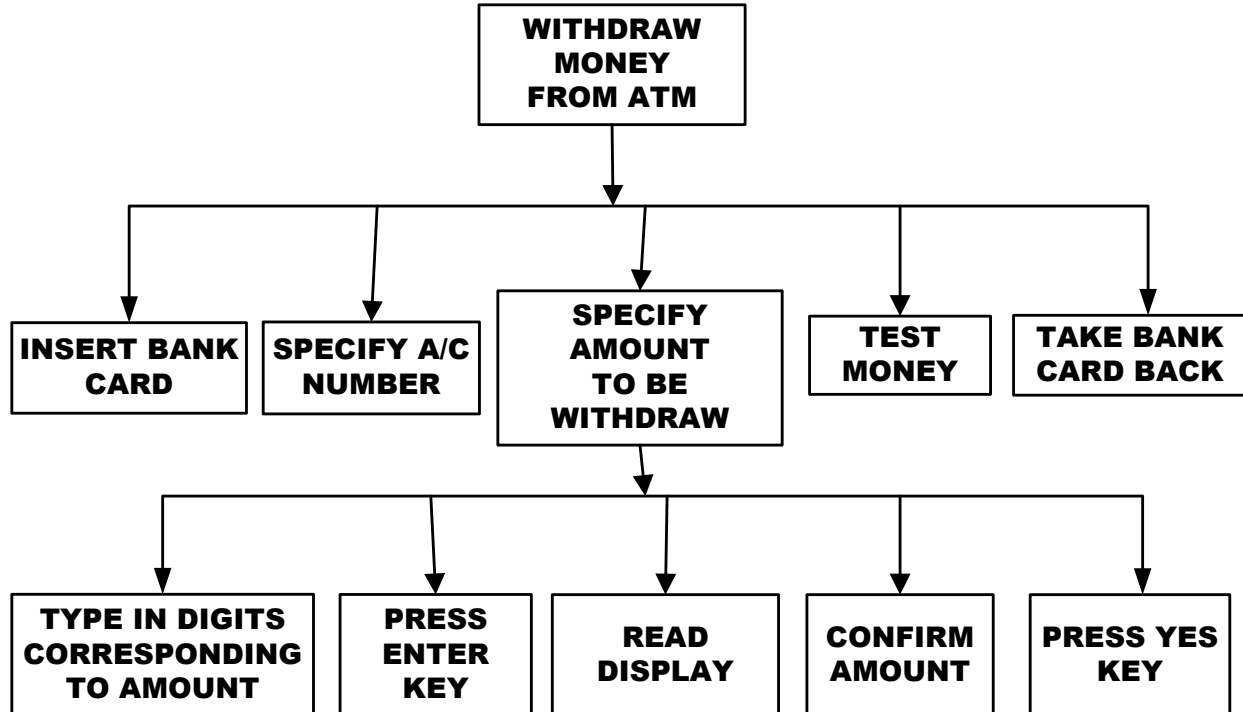 WITHDRAW
MONEY
FROM ATM
INSERT BANK
CARD
SPECIFY A/C
NUMBER
SPECIFY
AMOUNT
TO BE
WITHDRAW
TEST
MONEY
TAKE BANK
CARD BACK
TYPE IN DIGITS
CORRESPONDING
TO AMOUNT
PRESS
ENTER
KEY
READ
DISPLAY
CONFIRM
AMOUNT
PRESS YES
KEY